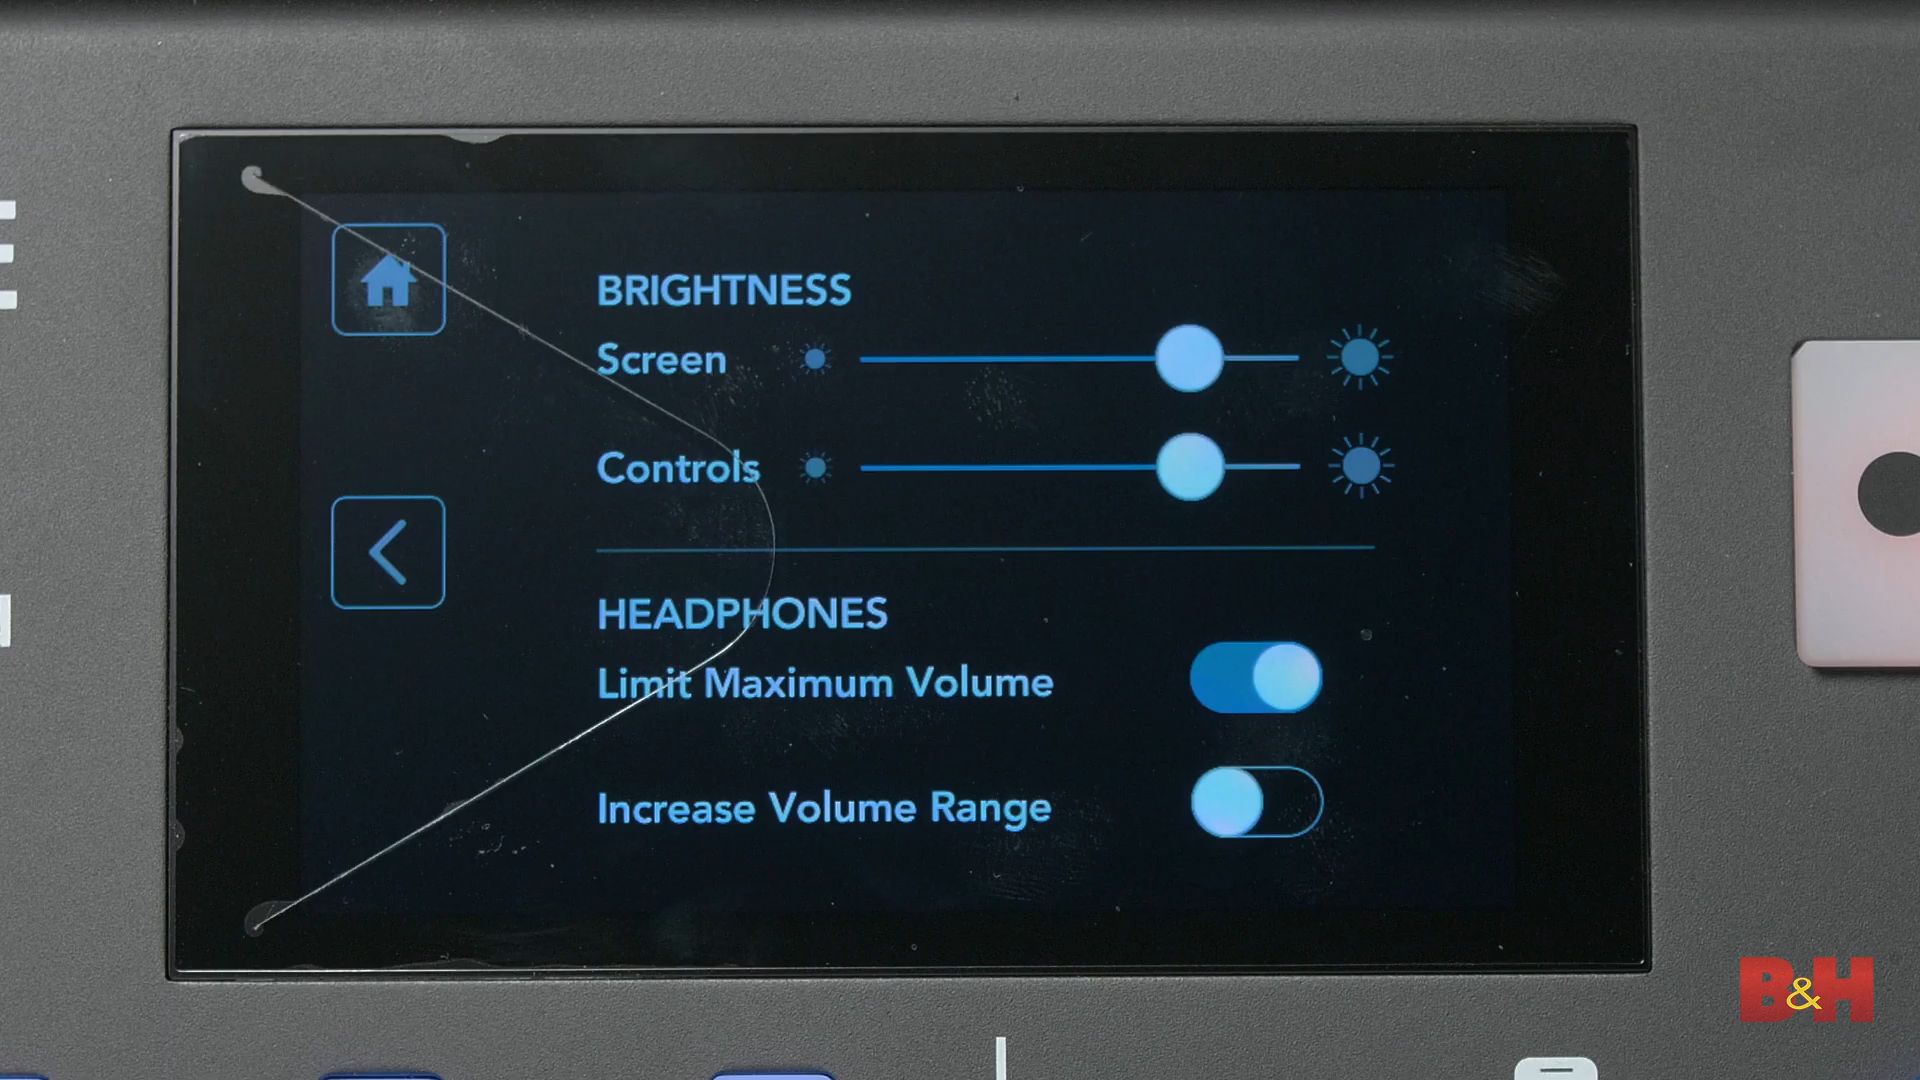 BRIGHTNESS
Screen
Controls
HEADPHONES
Limit Maximum Volume
Increase Volume Range
B&H